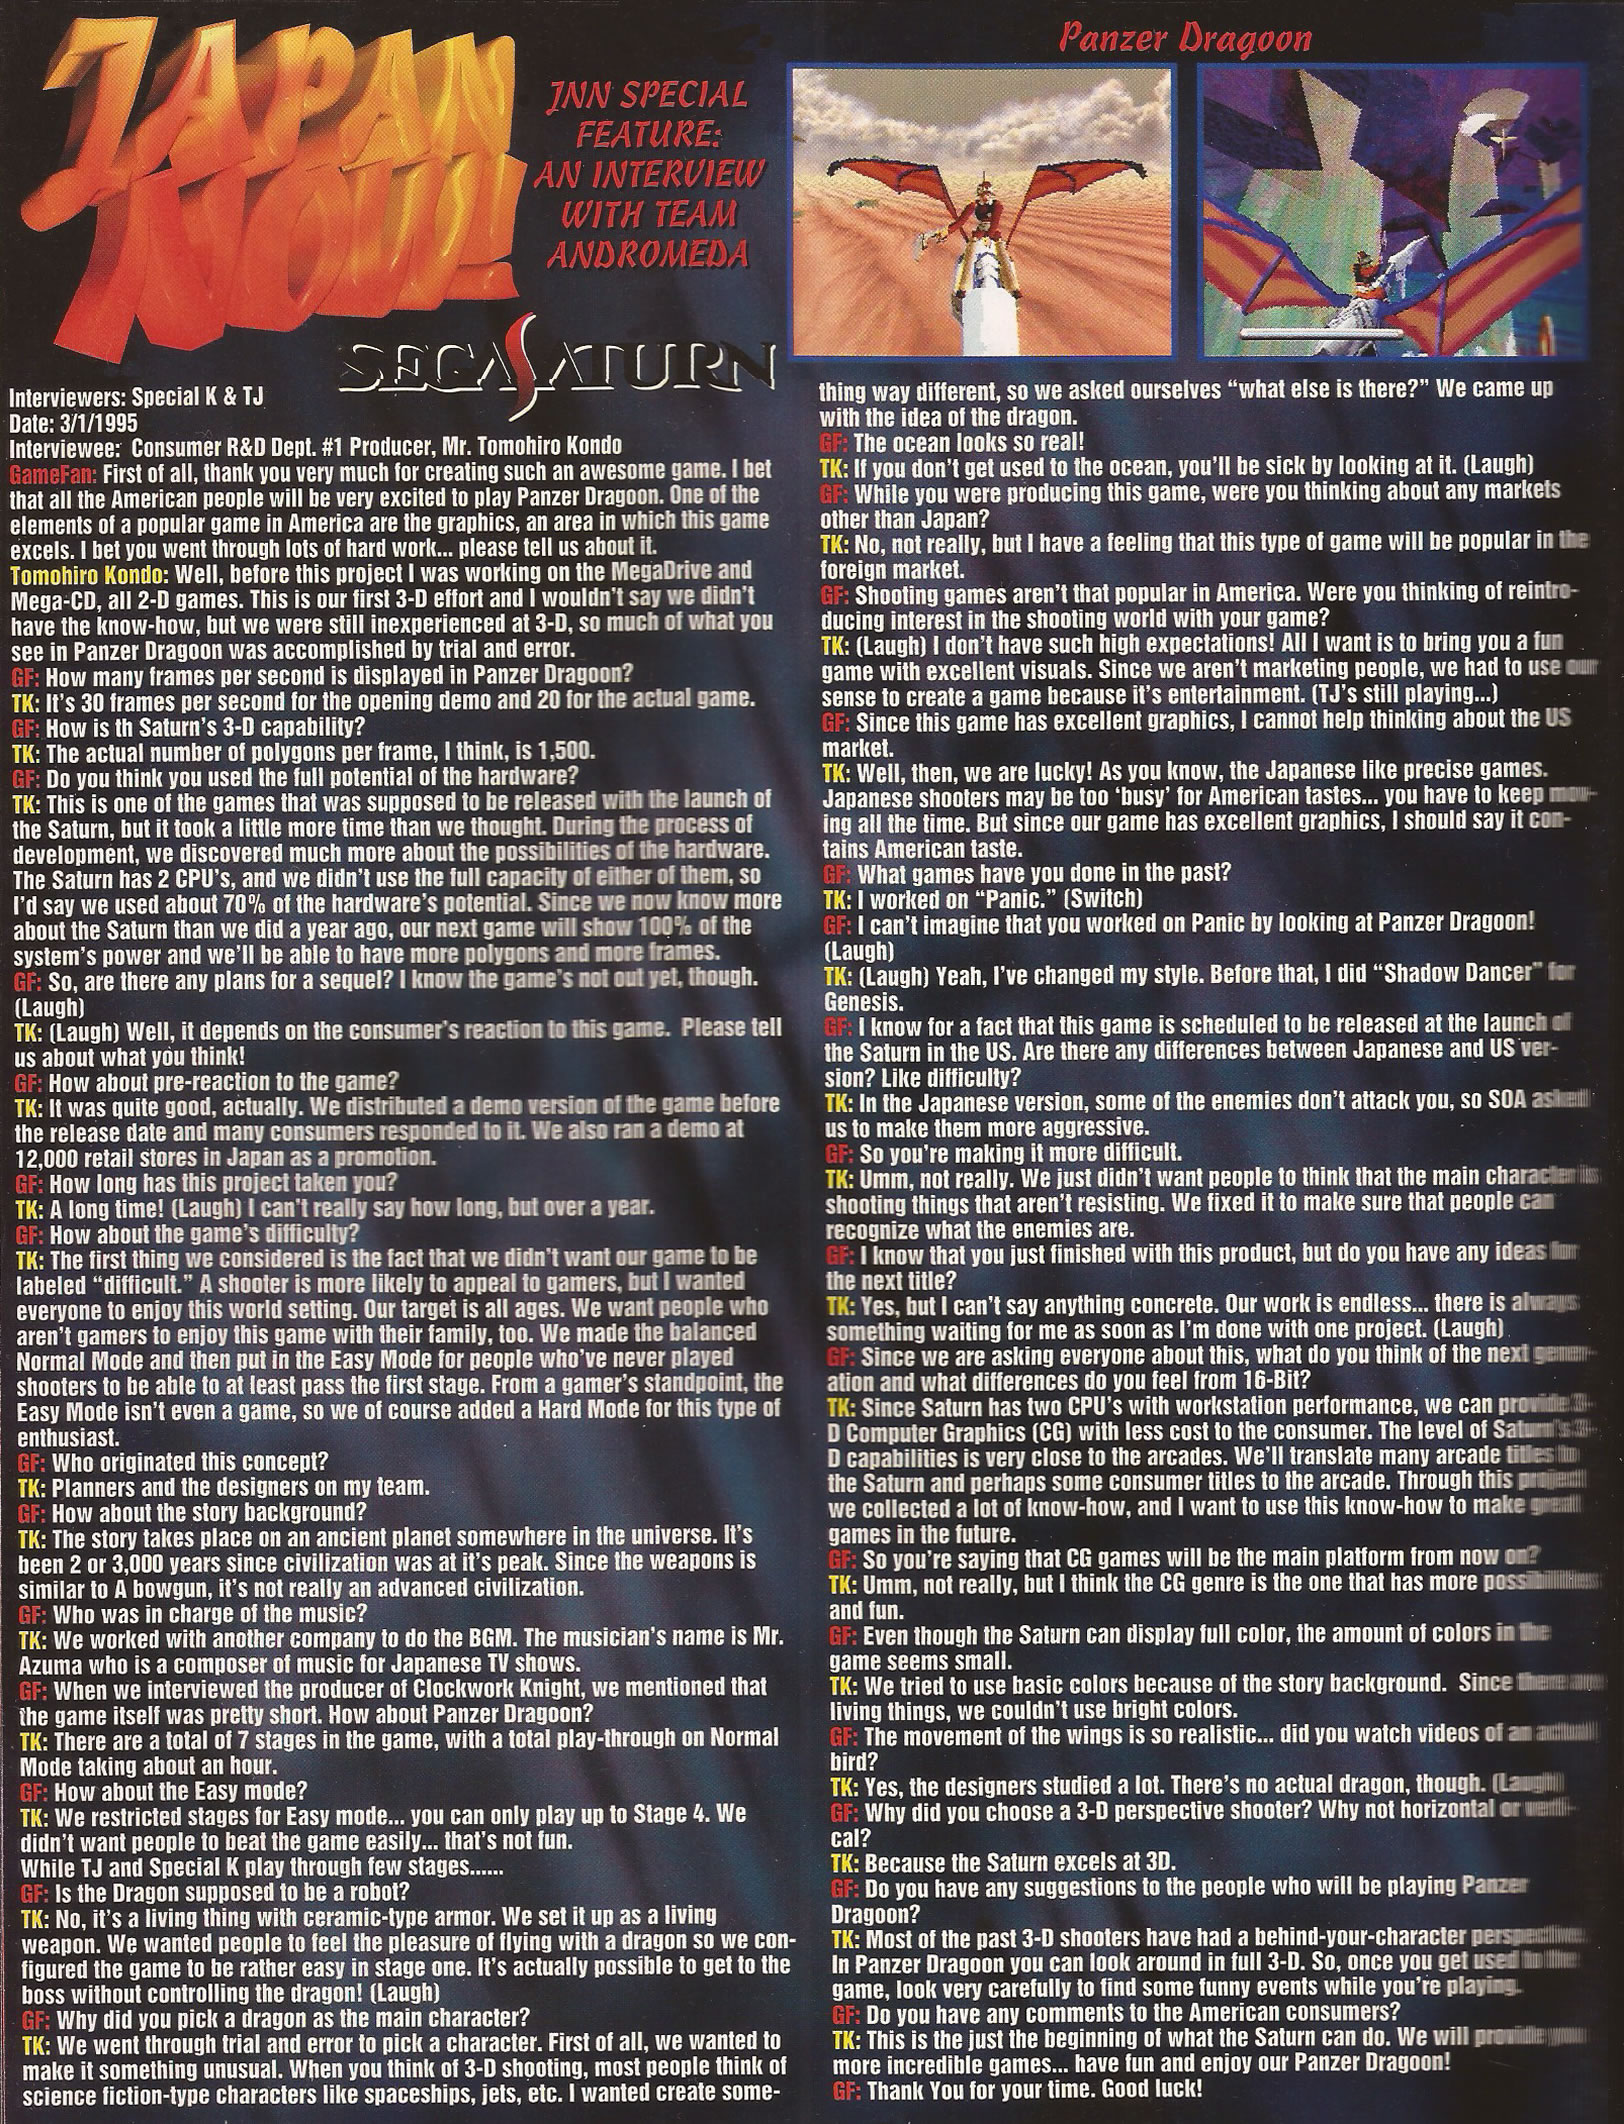 JAPAN
NOW!
JNN SPECIAL
FEATURE:
AN INTERVIEW
WITH TEAM
ANDROMEDA
SEGA SATURN
Panzer Dragoon
Interviewers: Special K & TJ
Date: 3/1/1995
Interviewee: Consumer R&D Dept. #1 Producer, Mr. Tomohiro Kondo
GameFan: First of all, thank you very much for creating such an awesome game. I bet
that all the American people will be very excited to play Panzer Dragoon. One of the
elements of a popular game in America are the graphics, an area in which this game
excels. I bet you went through lots of hard work... please tell us about it.
Tomohiro Kondo: Well, before this project I was working on the MegaDrive and
Mega-CD, all 2-D games. This is our first 3-D effort and I wouldn't say we didn't
have the know-how, but we were still inexperienced at 3-D, so much of what you
see in Panzer Dragoon was accomplished by trial and error.
GF: How many frames per second is displayed in Panzer Dragoon?
TK: It's 30 frames per second for the opening demo and 20 for the actual game.
GF: How is th Saturn's 3-D capability?
TK: The actual number of polygons per frame, I think, is 1,500.
GF: Do you think you used the full potential of the hardware?
TK: This is one of the games that was supposed to be released with the launch of
the Saturn, but it took a little more time than we thought. During the process of
development, we discovered much more about the possibilities of the hardware.
The Saturn has 2 CPU's, and we didn't use the full capacity of either of them, so
I'd say we used about 70% of the hardware's potential. Since we now know more
about the Saturn than we did a year ago, our next game will show 100% of the
system's power and we'll be able to have more polygons and more frames.
GF: So, are there any plans for a sequel? I know the game's not out yet, though.
(Laugh)
TK: (Laugh) Well, it depends on the consumer's reaction to this game. Please tell
us about what you think!
GF: How about pre-reaction to the game?
TK: It was quite good, actually. We distributed a demo version of the game before
the release date and many consumers responded to it. We also ran a demo at
12,000 retail stores in Japan as a promotion.
GF: How long has this project taken you?
TK: A long time! (Laugh) I can't really say how long, but over a year.
GF: How about the game's difficulty?
TK: The first thing we considered is the fact that we didn't want our game to be
labeled "difficult." A shooter is more likely to appeal to gamers, but I wanted
everyone to enjoy this world setting. Our target is all ages. We want people who
aren't gamers to enjoy this game with their family, too. We made the balanced
Normal Mode and then put in the Easy Mode for people who've never played
shooters to be able to at least pass the first stage. From a gamer's standpoint, the
Easy Mode isn't even a game, so we of course added a Hard Mode for this type of
enthusiast.
GF: Who originated this concept?
TK: Planners and the designers on my team.
GF: How about the story background?
TK: The story takes place on an ancient planet somewhere in the universe. It's
been 2 or 3,000 years since civilization was at it's peak. Since the weapons is
similar to A bowgun, it's not really an advanced civilization.
GF: Who was in charge of the music?
TK: We worked with another company to do the BGM. The musician's name is Mr.
Azuma who is a composer of music for Japanese TV shows.
GF: When we interviewed the producer of Clockwork Knight, we mentioned that
the game itself was pretty short. How about Panzer Dragoon?
TK: There are a total of 7 stages in the game, with a total play-through on Normal
Mode taking about an hour.
GF: How about the Easy mode?
TK: We restricted stages for Easy mode... you can only play up to Stage 4. We
didn't want people to beat the game easily... that's not fun.
While TJ and Special K play through few stages......
GF: Is the Dragon supposed to be a robot?
TK: No, it's a living thing with ceramic-type armor. We set it up as a living
weapon. We wanted people to feel the pleasure of flying with a dragon so we con-
figured the game to be rather easy in stage one. It's actually possible to get to the
boss without controlling the dragon! (Laugh)
GF: Why did you pick a dragon as the main character?
TK: We went through trial and error to pick a character. First of all, we wanted to
make it something unusual. When you think of 3-D shooting, most people think of
science fiction-type characters like spaceships, jets, etc. I wanted create some-
thing way different, so we asked ourselves "what else is there?" We came up
with the idea of the dragon.
GF: The ocean looks so real!
TK: If you don't get used to the ocean, you'll be sick by looking at it. (Laugh)
GF: While you were producing this game, were you thinking about any markets
other than Japan?
TK: No, not really, but I have a feeling that this type of game will be popular in the
foreign market.
GF: Shooting games aren't that popular in America. Were you thinking of reintro-
ducing interest in the shooting world with your game?
TK: (Laugh) I don't have such high expectations! All I want is to bring you a fun
game with excellent visuals. Since we aren't marketing people, we had to use our
sense to create a game because it's entertainment. (TJ's still playing...)
GF: Since this game has excellent graphics, I cannot help thinking about the US
market.
TK: Well, then, we are lucky! As you know, the Japanese like precise games.
Japanese shooters may be too 'busy' for American tastes... you have to keep mov-
ing all the time. But since our game has excellent graphics, I should say it con-
tains American taste.
GF: What games have you done in the past?
TK: I worked on "Panic." (Switch)
GF: I can't imagine that you worked on Panic by looking at Panzer Dragoon!
(Laugh)
TK: (Laugh) Yeah, I've changed my style. Before that, I did "Shadow Dancer" for
Genesis.
GF: I know for a fact that this game is scheduled to be released at the launch of
the Saturn in the US. Are there any differences between Japanese and US ver-
sion? Like difficulty?
TK: In the Japanese version, some of the enemies don't attack you, so SOA asked
us to make them more aggressive.
GF: So you're making it more difficult.
TK: Umm, not really. We just didn't want people to think that the main character is
shooting things that aren't resisting. We fixed it to make sure that people can
recognize what the enemies are.
GF: I know that you just finished with this product, but do you have any ideas for
the next title?
TK: Yes, but I can't say anything concrete. Our work is endless... there is always
something waiting for me as soon as I'm done with one project. (Laugh)
GF: Since we are asking everyone about this, what do you think of the next gener-
ation and what differences do you feel from 16-Bit?
TK: Since Saturn has two CPU's with workstation performance, we can provide 3-
D Computer Graphics (CG) with less cost to the consumer. The level of Saturn's 3-
D capabilities is very close to the arcades. We'll translate many arcade titles to
the Saturn and perhaps some consumer titles to the arcade. Through this project
we collected a lot of know-how, and I want to use this know-how to make great
games in the future.
GF: So you're saying that CG games will be the main platform from now on?
TK: Umm, not really, but I think the CG genre is the one that has more possibilities
and fun.
GF: Even though the Saturn can display full color, the amount of colors in the
game seems small.
TK: We tried to use basic colors because of the story background. Since there are
living things, we couldn't use bright colors.
GF: The movement of the wings is so realistic... did you watch videos of an actual
bird?
TK: Yes, the designers studied a lot. There's no actual dragon, though. (Laugh)
GF: Why did you choose a 3-D perspective shooter? Why not horizontal or verti-
cal?
TK: Because the Saturn excels at 3D.
GF: Do you have any suggestions to the people who will be playing Panzer
Dragoon?
TK: Most of the past 3-D shooters have had a behind-your-character perspective.
In Panzer Dragoon you can look around in full 3-D. So, once you get used to the
game, look very carefully to find some funny events while you're playing.
GF: Do you have any comments to the American consumers?
TK: This is the just the beginning of what the Saturn can do. We will provide you
more incredible games... have fun and enjoy our Panzer Dragoon!
GF: Thank You for your time. Good luck!